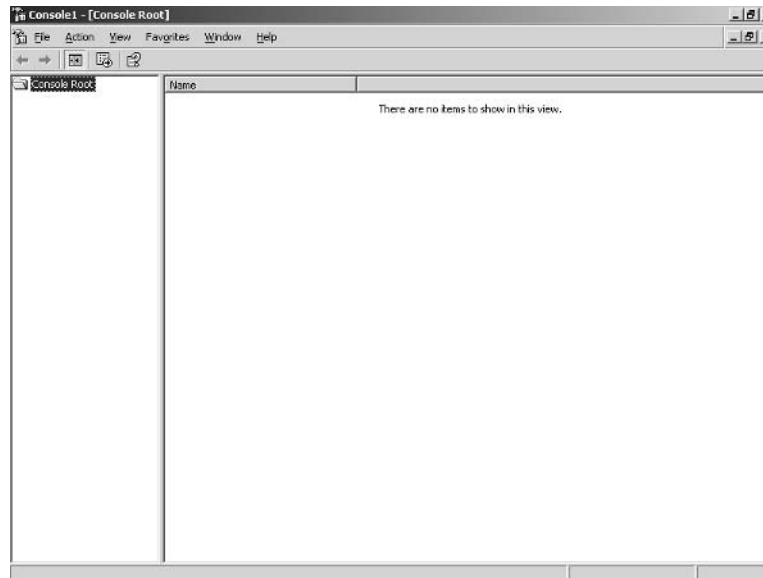 Console1 - [Console Root]
File Action View Favorites Window Help
Console Root
Name
There are no items to show in this view.